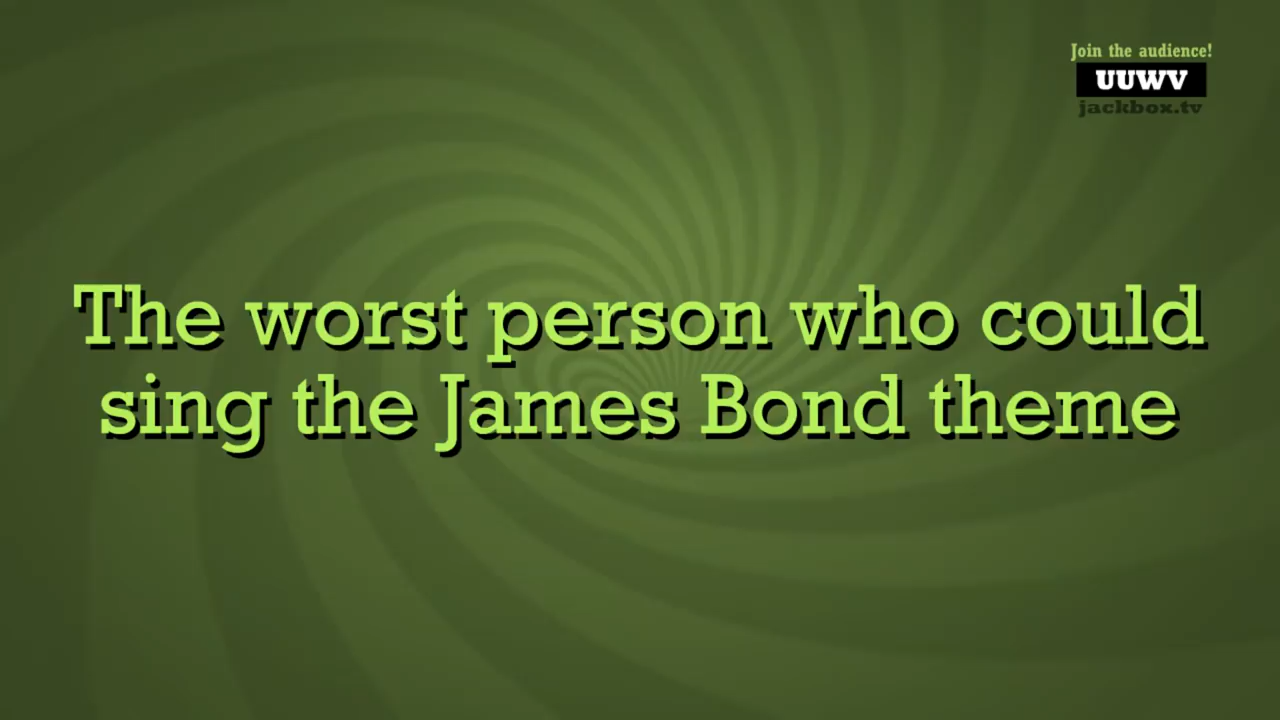 Join the audience!
UUWV
jackbox.tv
The worst person who could
sing the James Bond theme